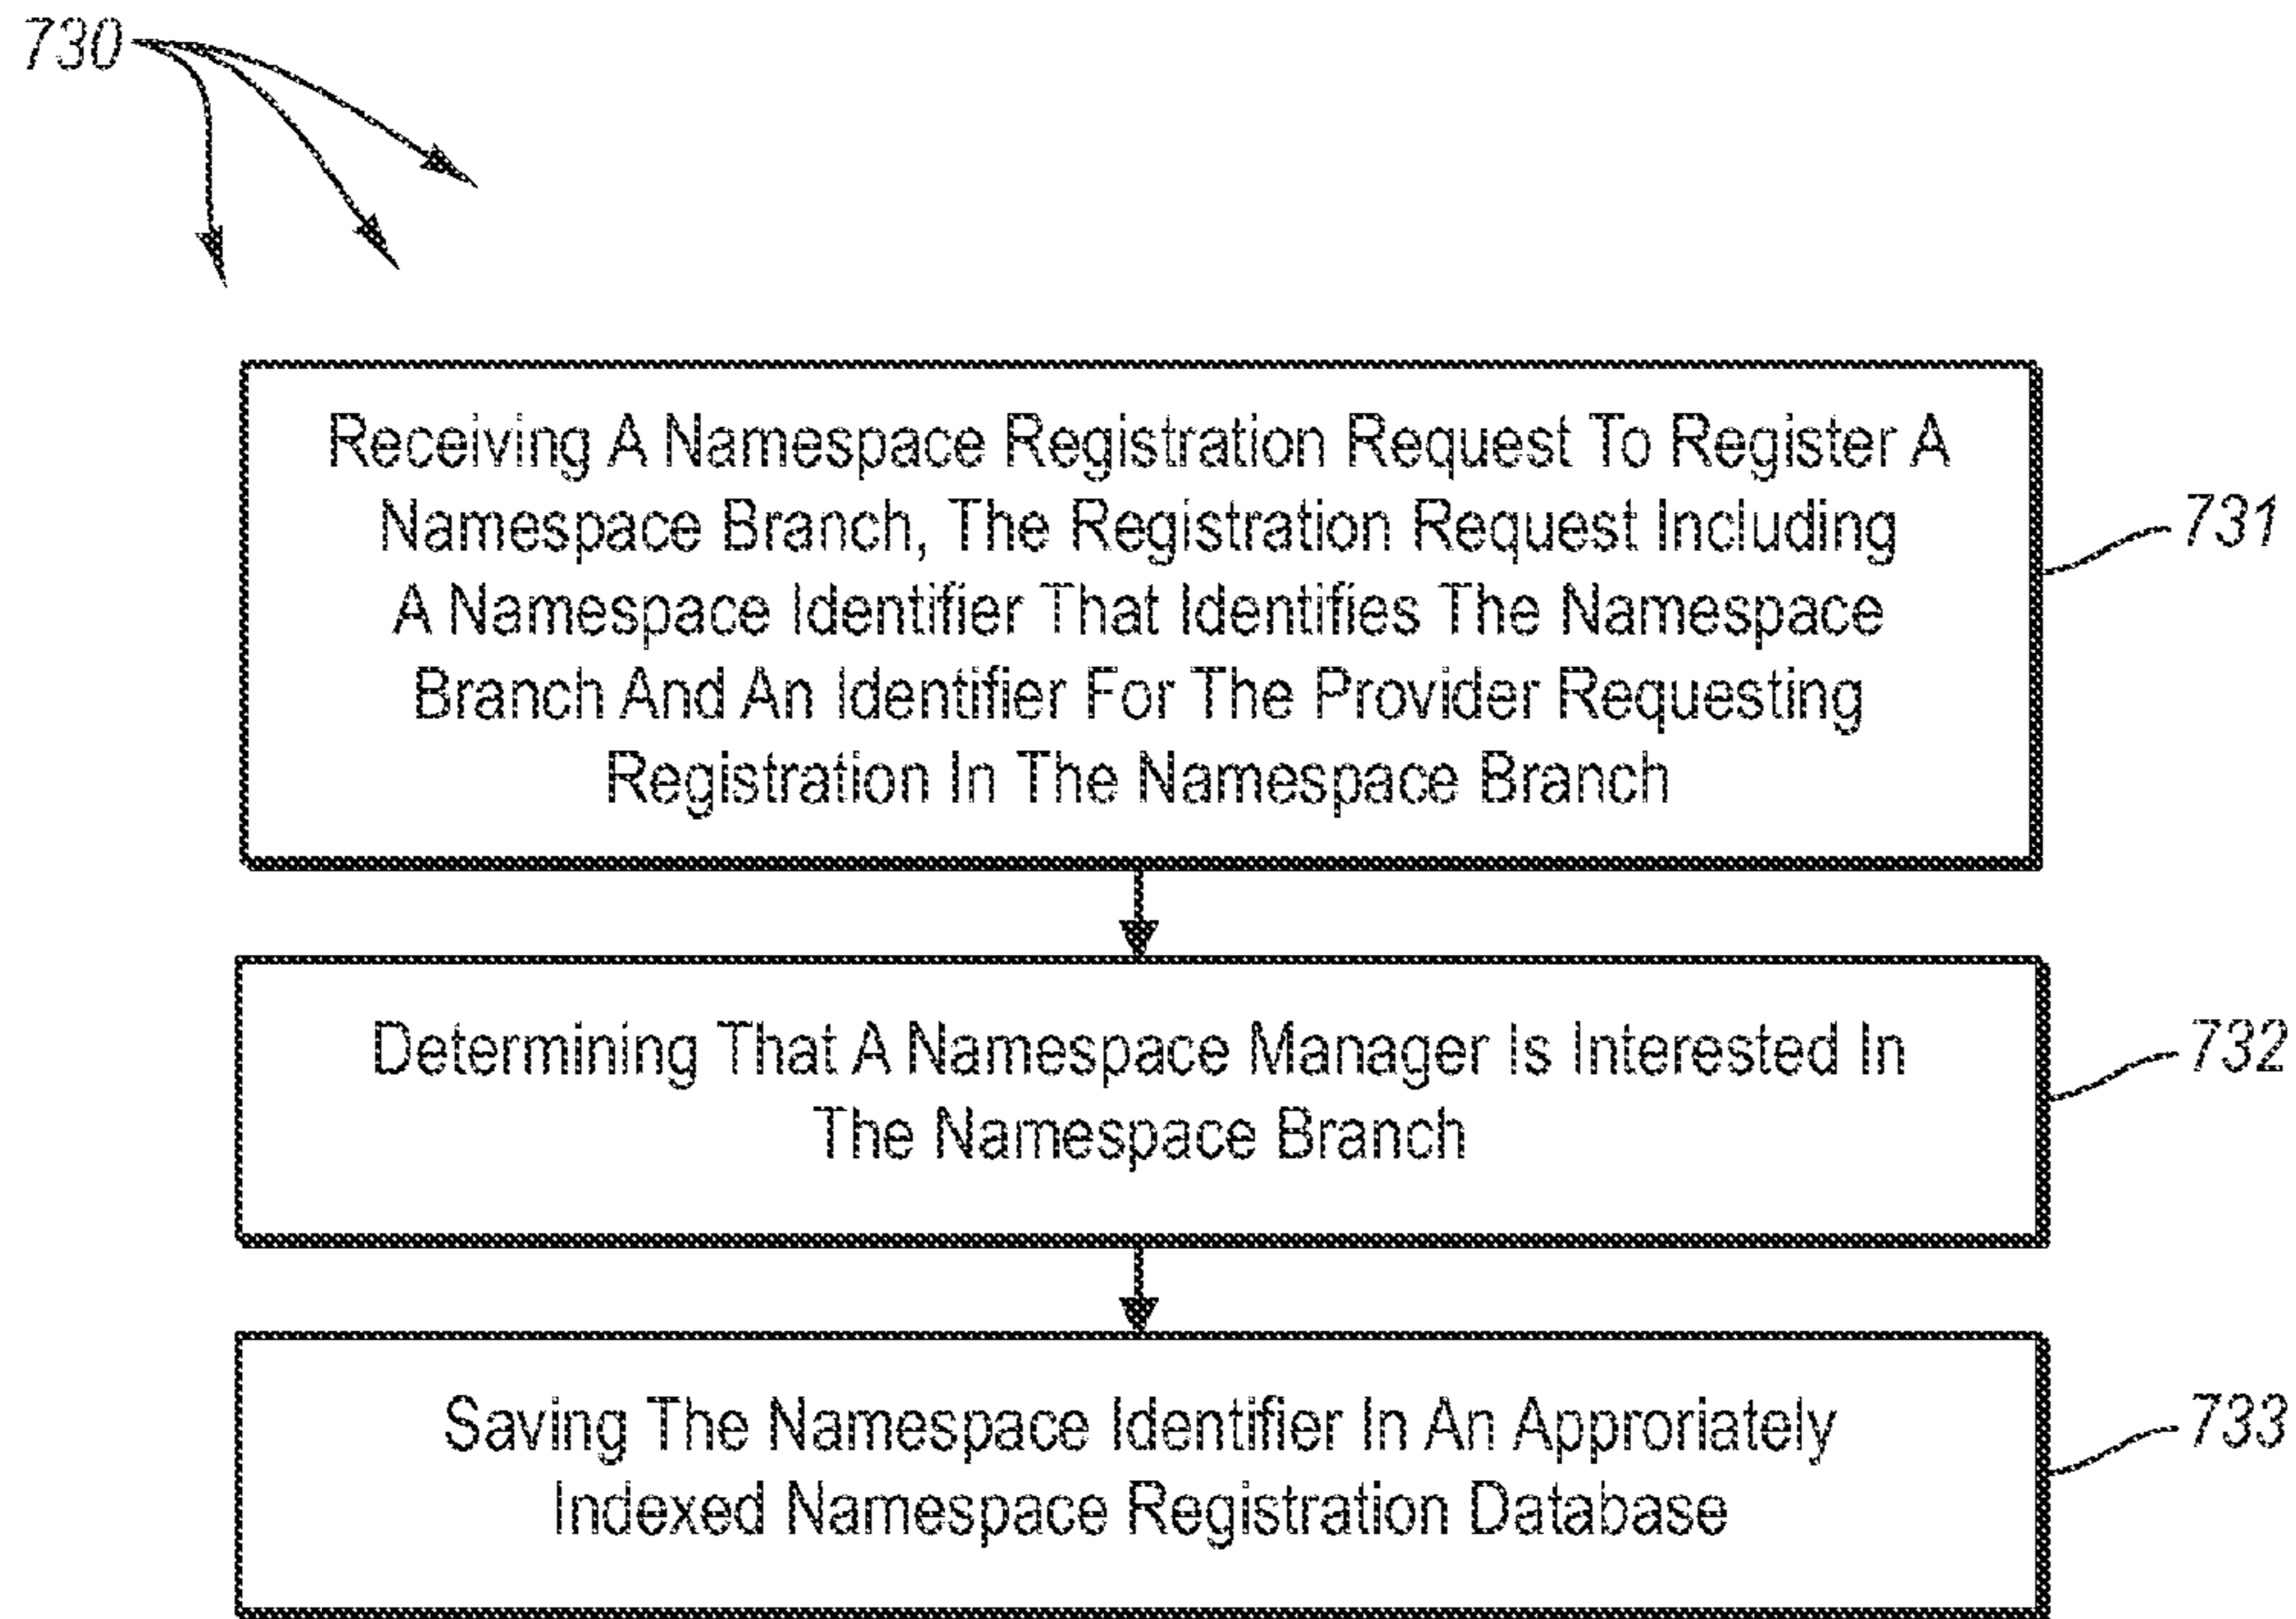 730
Receiving A Namespace Registration Request To Register A
Namespace Branch, The Registration Request Including
A Namespace Identifier That Identifies The Namespace
Branch And An Identifier For The Provider Requesting
Registration In The Namespace Branch
731
Determining That A Namespace Manager Is Interested In
The Namespace Branch
732
Saving The Namespace Identifier In An Approriately
Indexed Namespace Registration Database
733